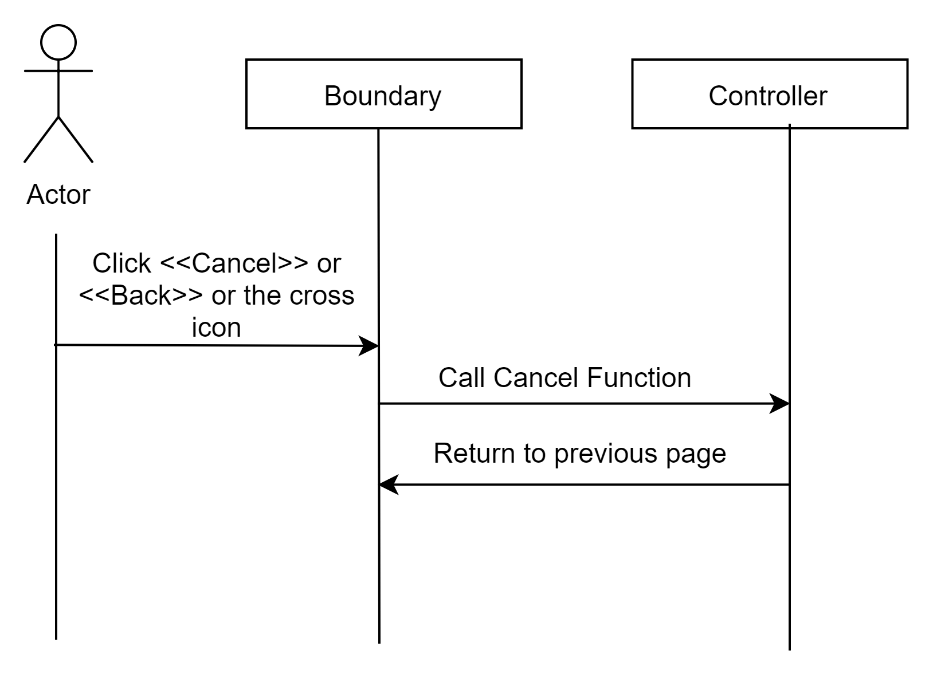 Boundary
Controller
Actor
Click <<Cancel>> or
<<Back>> or the cross
icon
Call Cancel Function
Return to previous page